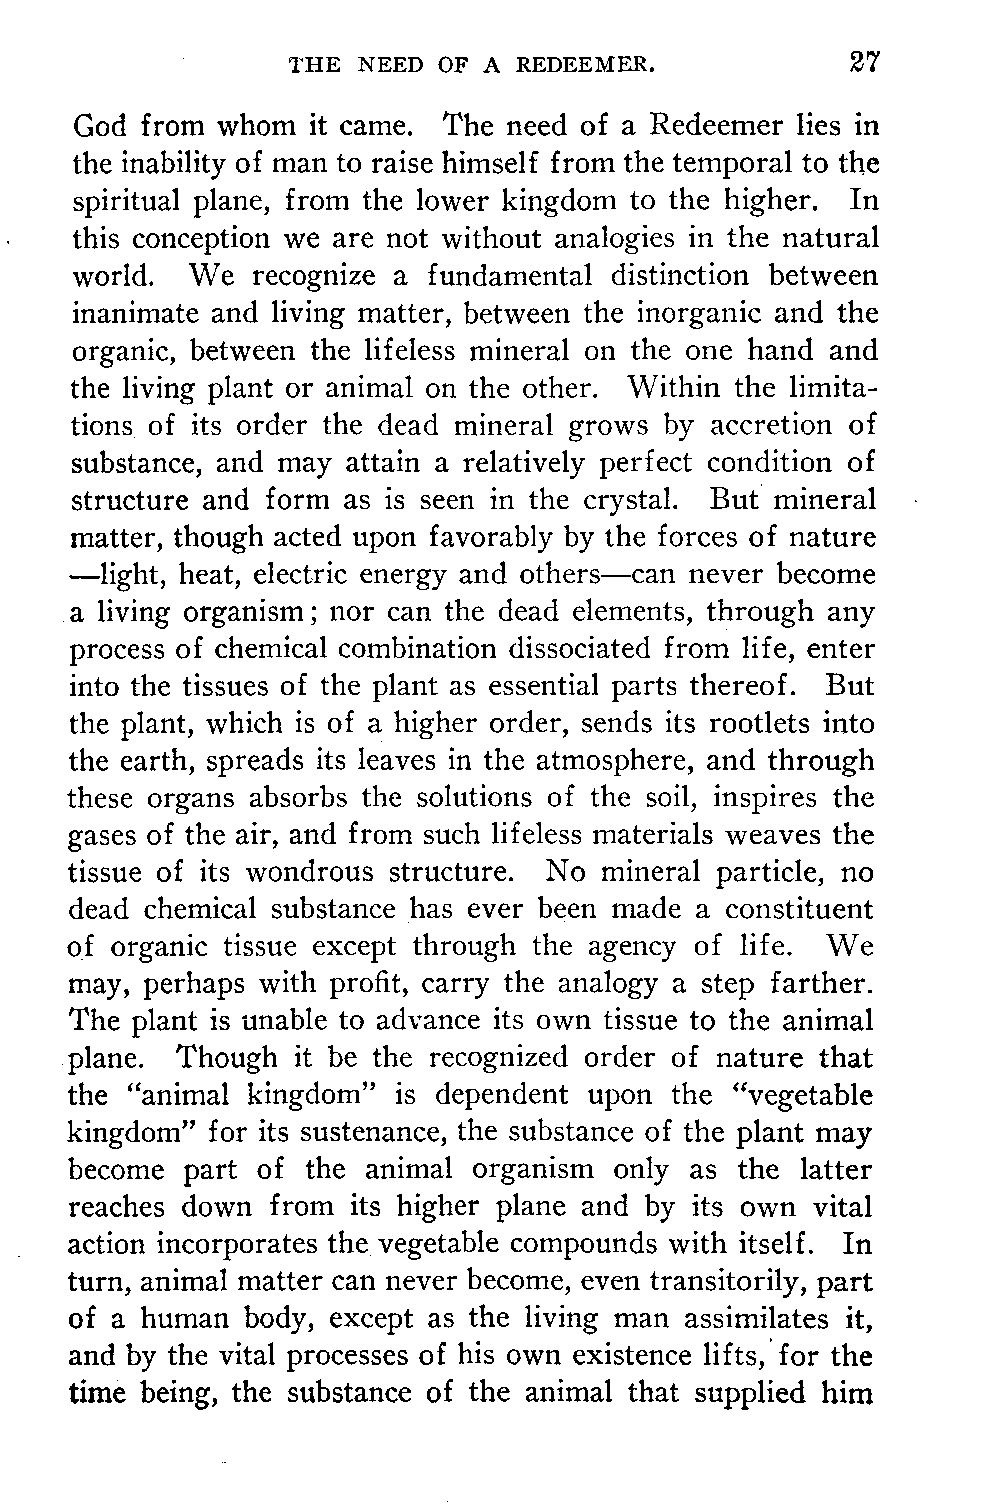 THE NEED OF A REDEEMER. 27
God from whom it came. The need of a Redeemer lies in
the inability of man to raise himself from the temporal to the
spiritual plane, from the lower kingdom to the higher. In
this conception we are not without analogies in the natural
world. We recognize a fundamental distinction between
inanimate and living matter, between the inorganic and the
organic, between the lifeless mineral on the one hand and
the living plant or animal on the other. Within the limita-
tions of its order the dead mineral grows by accretion of
substance, and may attain a relatively perfect condition of
structure and form as is seen in the crystal. But mineral
matter, though acted upon favorably by the forces of nature
—light, heat, electric energy and others—can never become
a living organism; nor can the dead elements, through any
process of chemical combination dissociated from life, enter
into the tissues of the plant as essential parts thereof. But
the plant, which is of a higher order, sends its rootlets into
the earth, spreads its leaves in the atmosphere, and through
these organs absorbs the solutions of the soil, inspires the
gases of the air, and from such lifeless materials weaves the
tissue of its wondrous structure. No mineral particle, no
dead chemical substance has ever been made a constituent
of organic tissue except through the agency of life. We
may, perhaps with profit, carry the analogy a step farther.
The plant is unable to advance its own tissue to the animal
plane. Though it be the recognized order of nature that
the “animal kingdom” is dependent upon the “vegetable
kingdom” for its sustenance, the substance of the plant may
become part of the animal organism only as the latter
reaches down from its higher plane and by its own vital
action incorporates the vegetable compounds with itself. In
turn, animal matter can never become, even transitorily, part
of a human body, except as the living man assimilates it,
and by the vital processes of his own existence lifts, for the
time being, the substance of the animal that supplied him